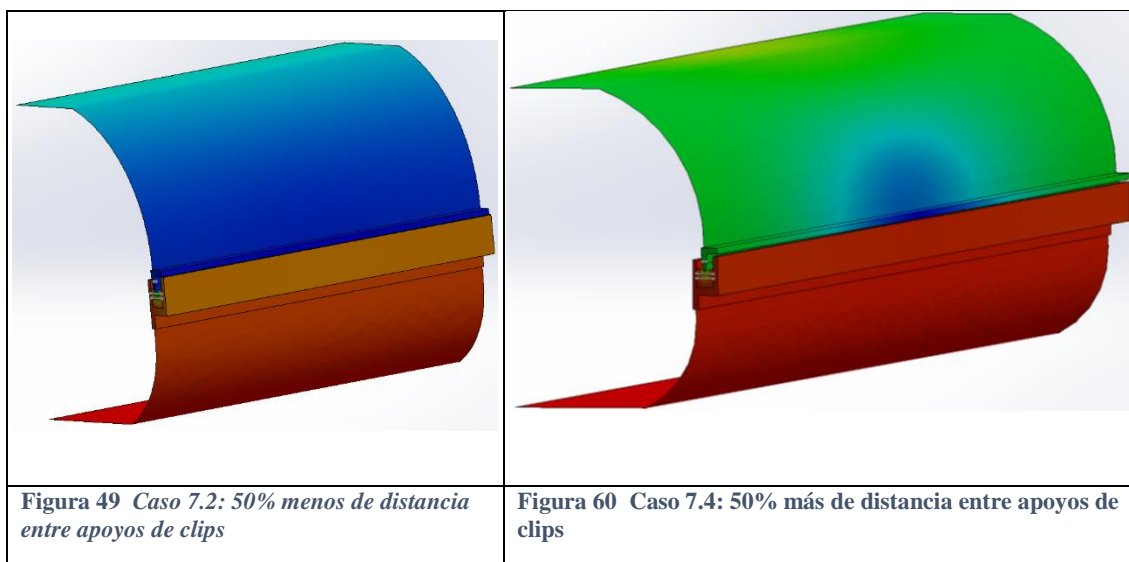 Figura 49 Caso 7.2: 50% menos de distancia
entre apoyos de clips
Figura 60 Caso 7.4: 50% más de distancia entre apoyos de
clips